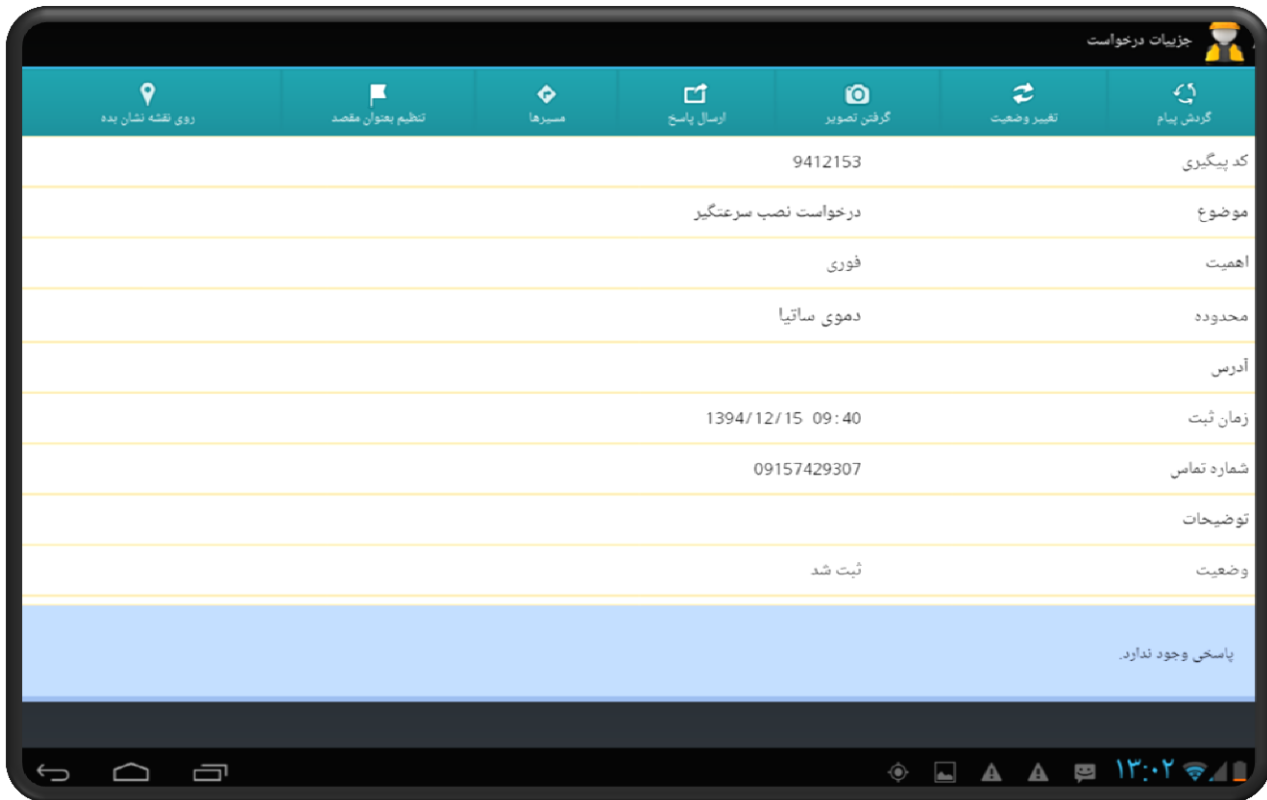 جزییات درخواست
گردش پیام تغییر وضعیت گرفتن تصویر ارسال پاسخ مسیرها تنظیم بعنوان مقصد روی نقشه نشان بده
کد پیگیری 9412153
موضوع درخواست نصب سرعتگیر
اهمیت فوری
محدوده دموی ساتیا
آدرس
زمان ثبت 1394/12/15 09:40
شماره تماس 09157429307
توضیحات
وضعیت ثبت شد
پاسخی وجود ندارد.
۱۳:۰۲